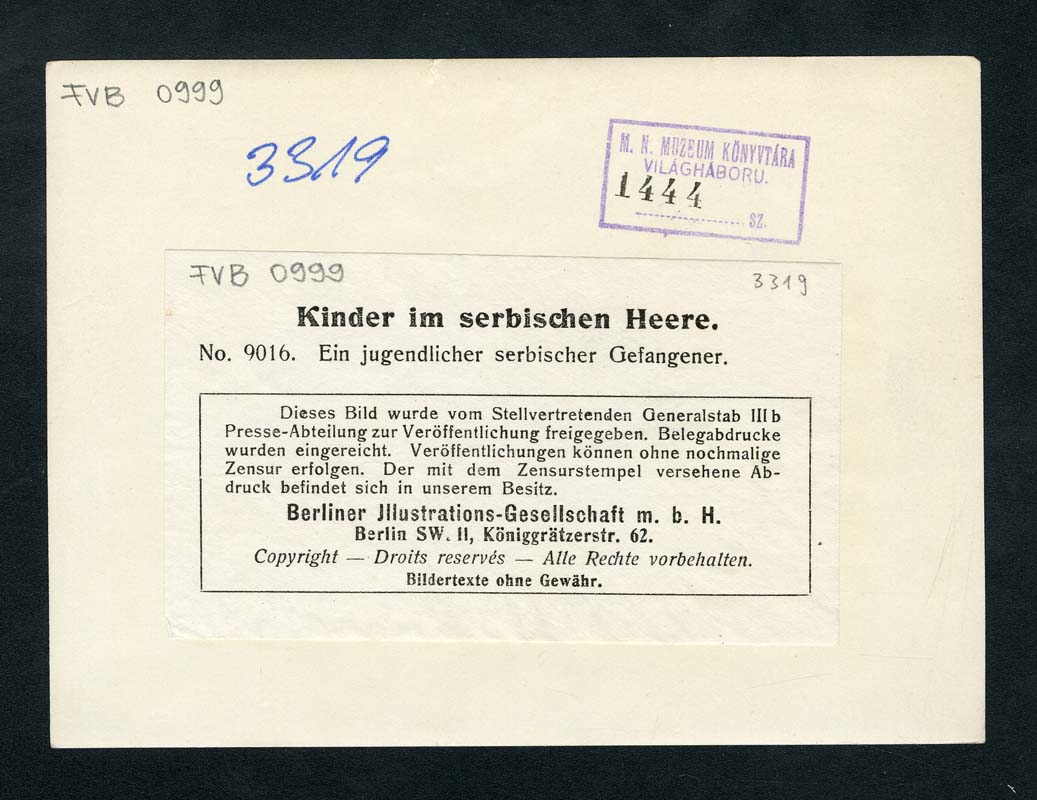 FVB 0999
3319
M. N. MUZEUM KÖNYVTÁRA
VILÁGHÁBORU.
1444
SZ.
FVB 0999
3319
Kinder im serbischen Heere.
No. 9016. Ein jugendlicher serbischer Gefangener.
Dieses Bild wurde vom Stellvertretenden Generalstab III b
Presse-Abteilung zur Veröffentlichung freigegeben. Belegabdrucke
wurden eingereicht. Veröffentlichungen können ohne nochmalige
Zensur erfolgen. Der mit dem Zensurstempel versehene Ab-
druck befindet sich in unserem Besitz.
Berliner Jllustrations-Gesellschaft m. b. H.
Berlin SW. 11, Königgrätzerstr. 62.
Copyright — Droits reservés — Alle Rechte vorbehalten.
Bildertexte ohne Gewähr.